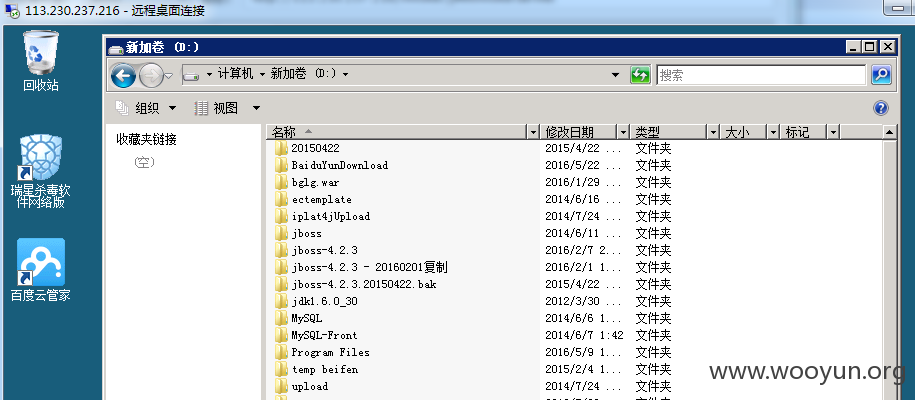 113.230.237.216 - 远程桌面连接
新加卷 (D:)
计算机 新加卷 (D:)
搜索
组织 视图
回收站
瑞星杀毒软
件网络版
百度云管家
收藏夹链接
(空)
名称 修改日期 类型 大小 标记
20150422 2015/4/22 ... 文件夹
BaiduYunDownload 2016/5/22 ... 文件夹
bglg.war 2016/1/29 ... 文件夹
ectemplate 2014/6/16 ... 文件夹
iplat4jUpload 2014/7/24 ... 文件夹
jboss 2014/6/11 ... 文件夹
jboss-4.2.3 2016/2/7 2... 文件夹
jboss-4.2.3 - 20160201复制 2016/2/1 1... 文件夹
jboss-4.2.3.20150422.bak 2015/4/22 ... 文件夹
jdk1.6.0_30 2012/3/30 ... 文件夹
MySQL 2014/6/6 1... 文件夹
MySQL-Front 2014/6/7 1:42 文件夹
Program Files 2016/5/9 1... 文件夹
temp beifen 2015/2/4 1... 文件夹
upload 2014/7/24 ... 文件夹
www.wooyun.org